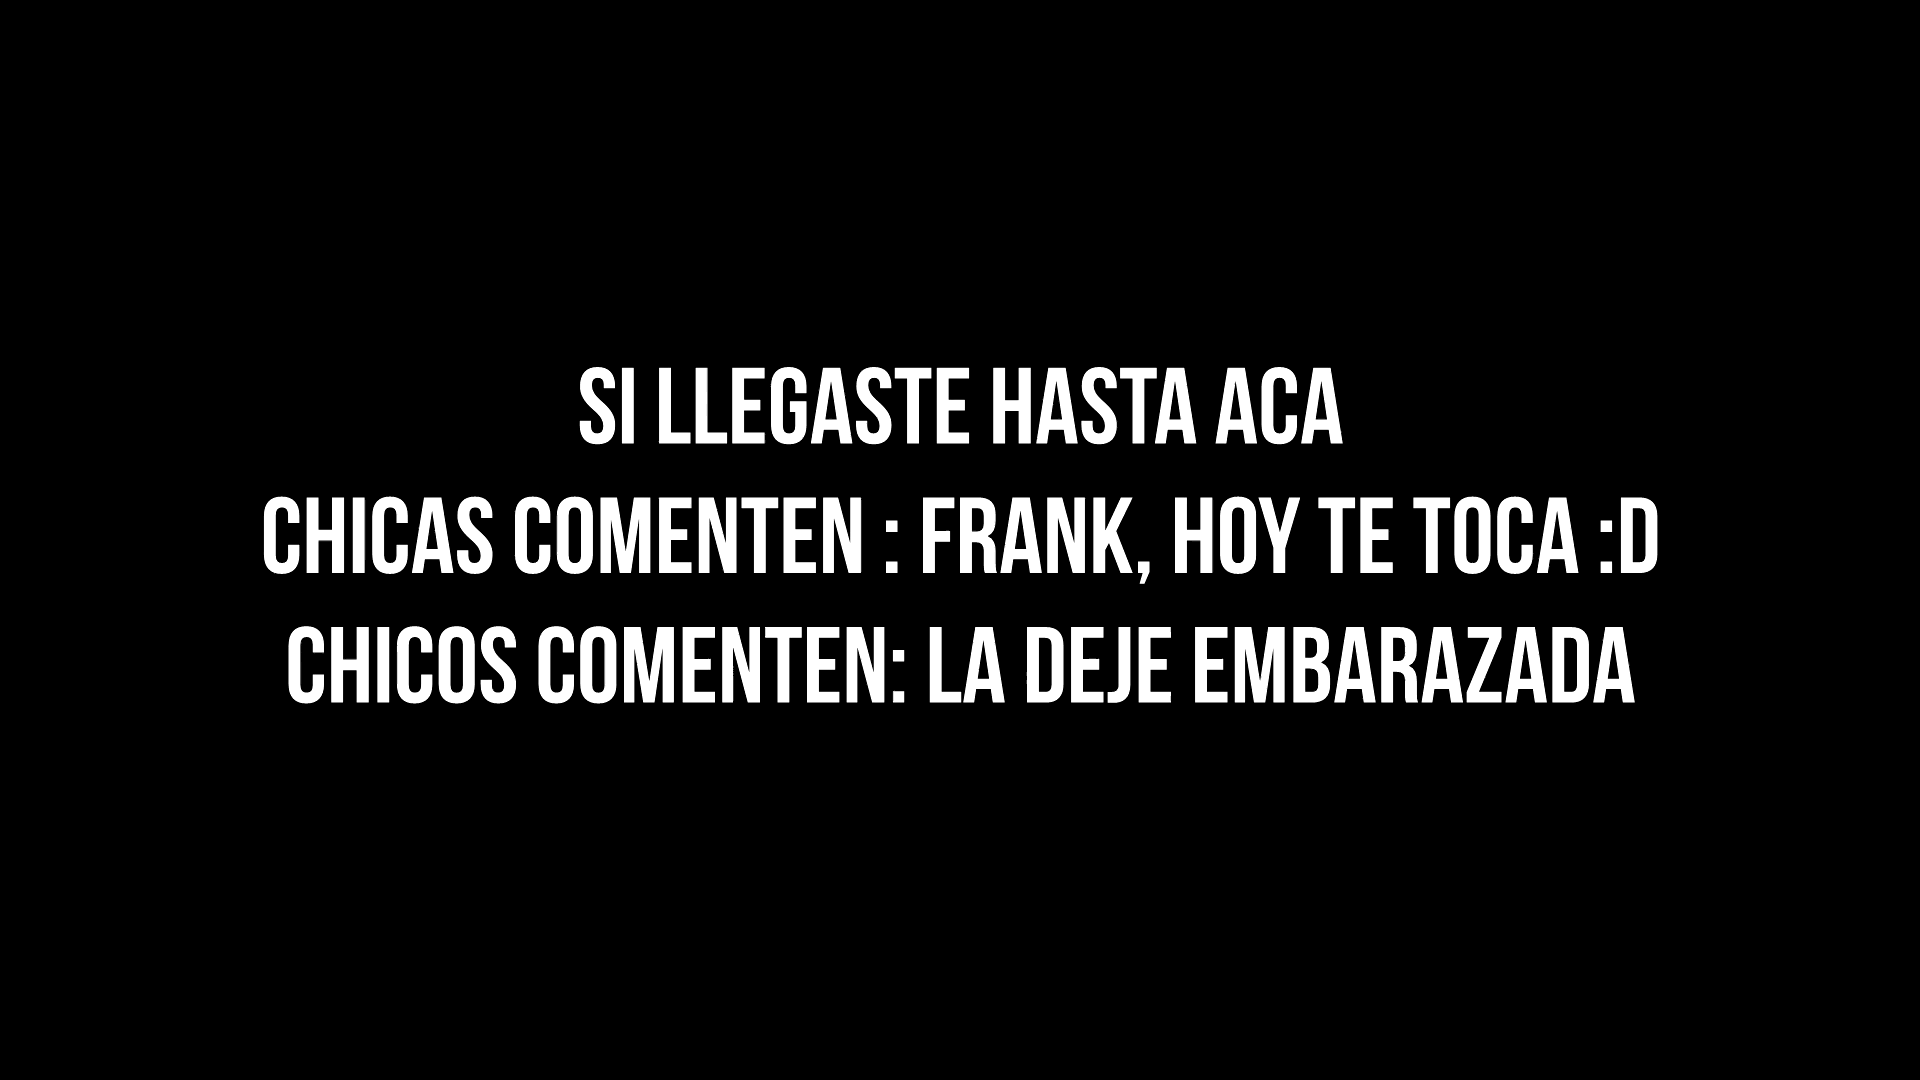 SI LLEGASTE HASTA ACA
CHICAS COMENTEN : FRANK, HOY TE TOCA :D
CHICOS COMENTEN: LA DEJE EMBARAZADA